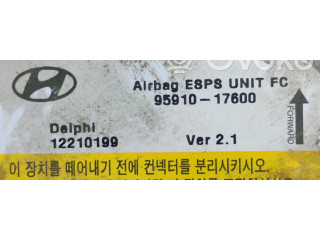 Airbag ESPS UNIT FC
95910-17600
Delphi
12210199
Ver 2.1
FORWARD
이 장치를 떼어내기 전에 컨넥터를 분리시키시오.